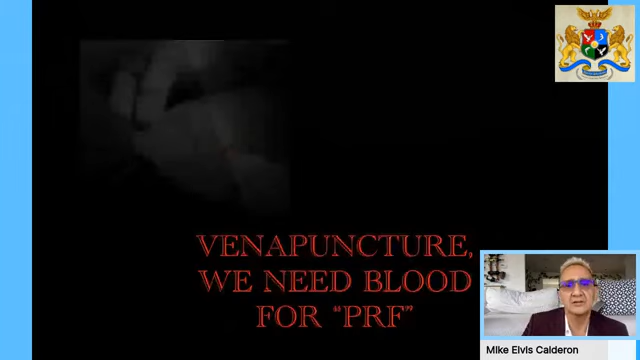 VENAPUNCTURE,
WE NEED BLOOD
FOR "PRF"
Mike Elvis Calderon